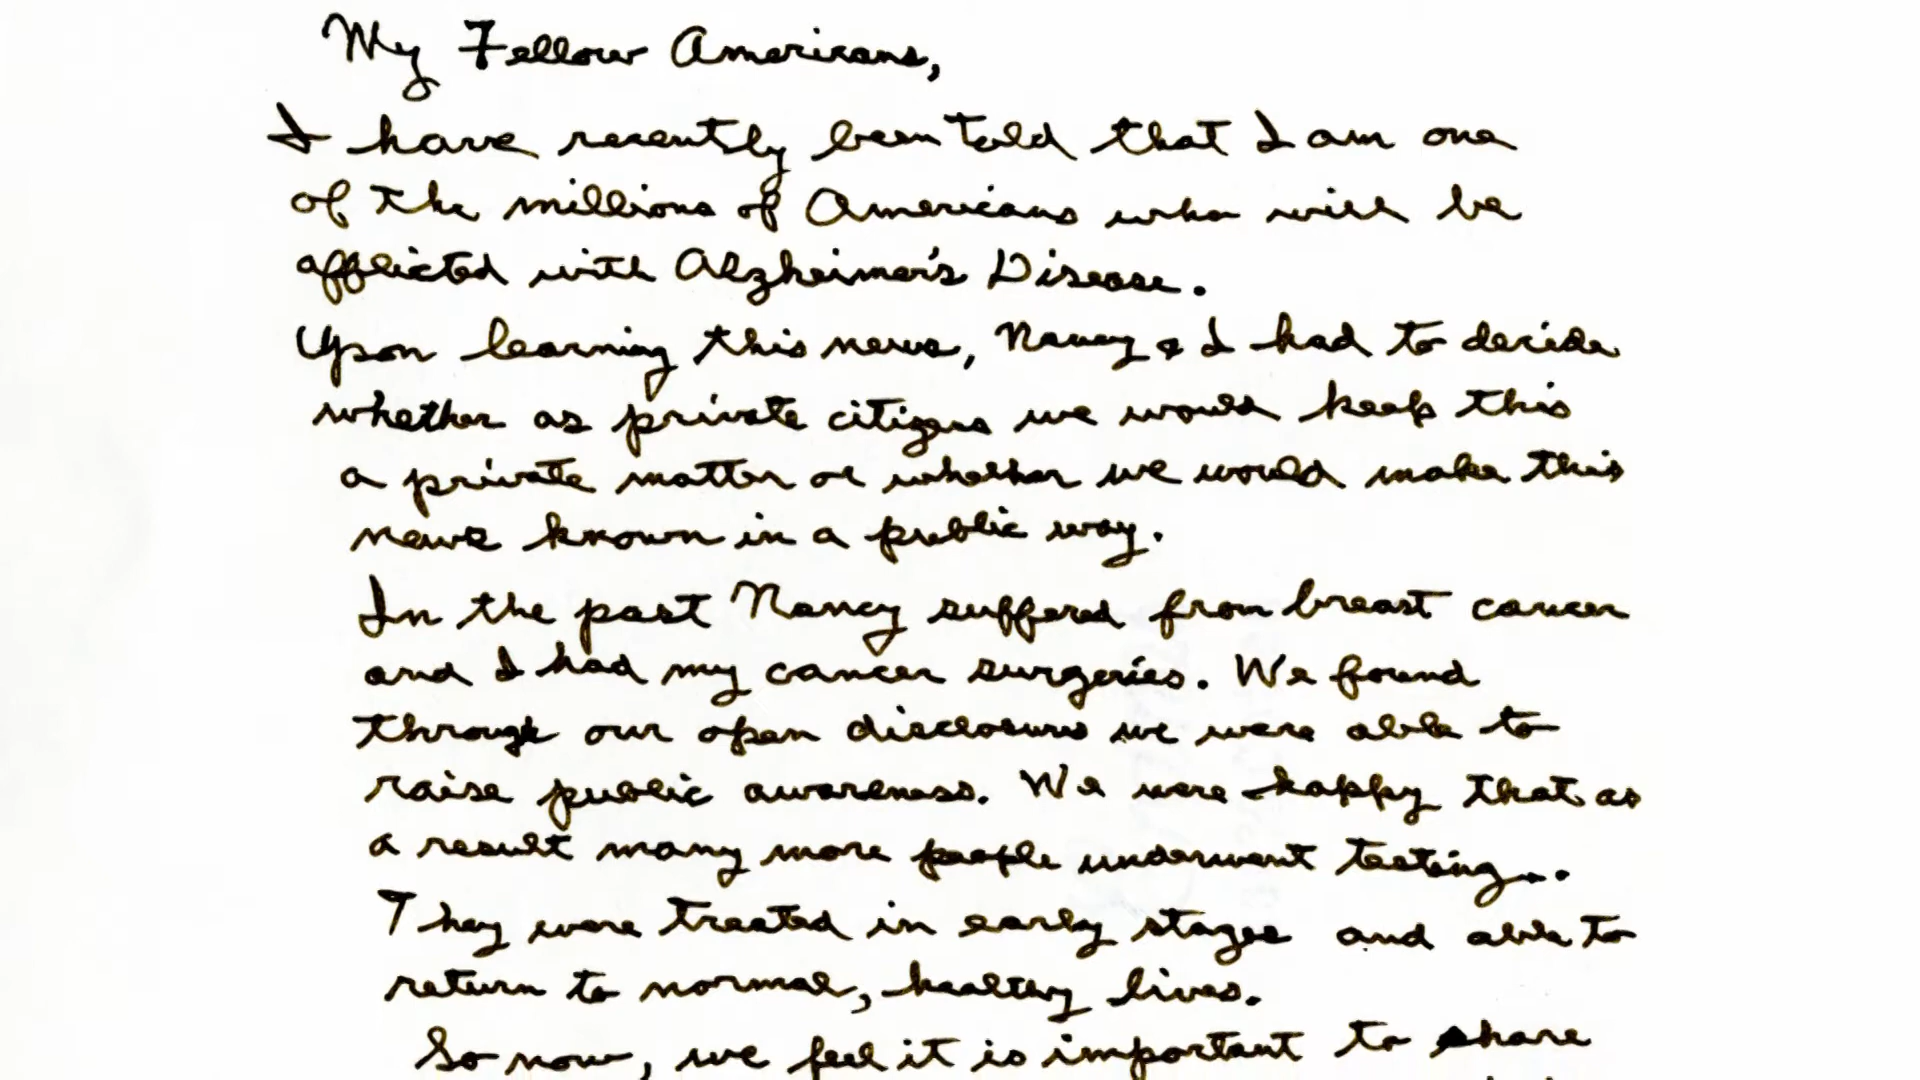 My Fellow Americans,
I have recently been told that I am one
of the millions of Americans who will be
afflicted with Alzheimer's Disease.
Upon learning this news, Nancy & I had to decide
whether as private citizens we would keep this
a private matter or whether we would make this
news known in a public way.
In the past Nancy suffered from breast cancer
and I had my cancer surgeries. We found
through our open disclosures we were able to
raise public awareness. We were happy that as
a result many more people underwent testing...
They were treated in early stages and able to
return to normal, healthy lives.
So now, we feel it is important to share